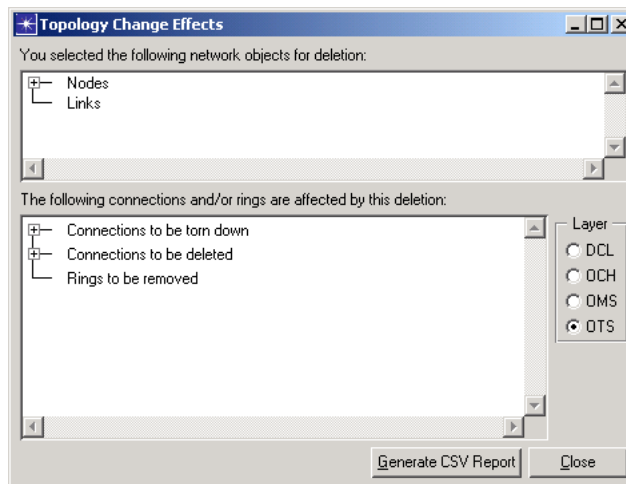 Topology Change Effects
You selected the following network objects for deletion:
Nodes
Links
The following connections and/or rings are affected by this deletion:
Connections to be torn down
Connections to be deleted
Rings to be removed
Layer
DCL
OCH
OMS
OTS
Generate CSV Report
Close